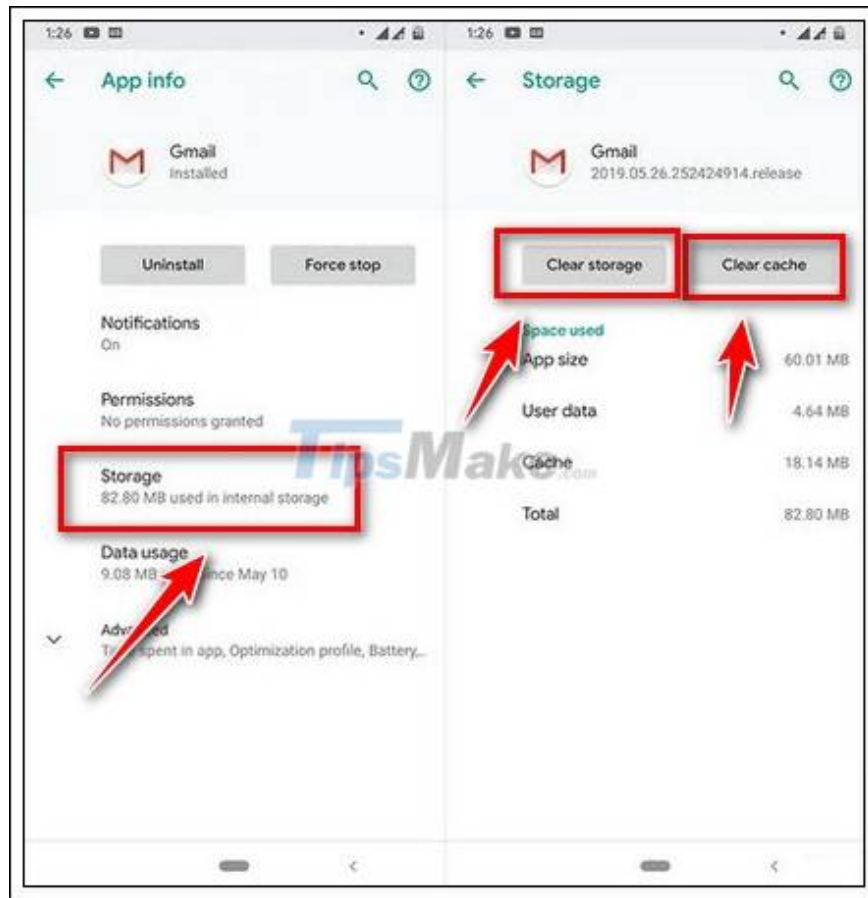 1:26
App info
Gmail
Installed
Uninstall
Force stop
Notifications
On
Permissions
No permissions granted
Storage
82.80 MB used in internal storage
Data usage
9.08 MB since May 10
Advanced
spent in app, Optimization profile, Battery,...
1:26
Storage
Gmail
2019.05.26.252424914.release
Clear storage
Clear cache
Space used
App size 60.01 MB
User data 4.64 MB
Cache 18.14 MB
Total 82.80 MB
TipsMake.com